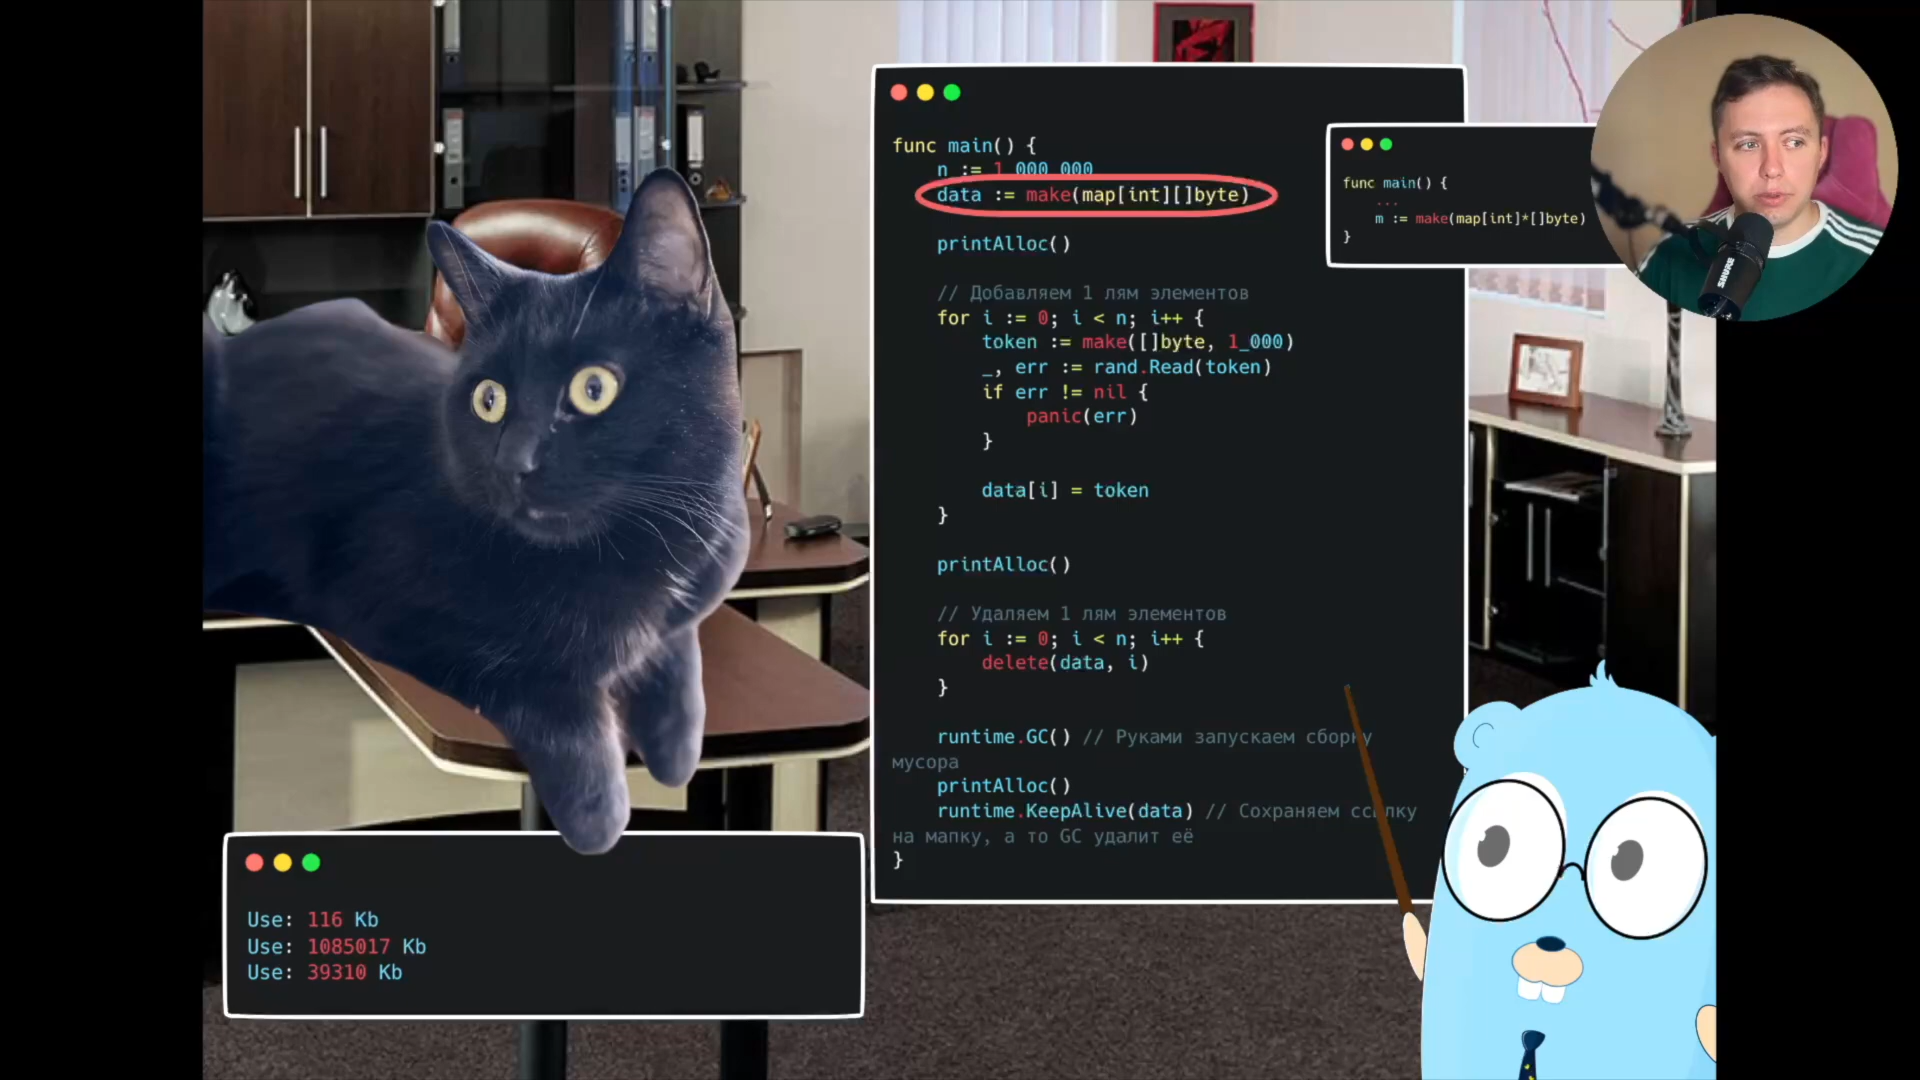 func main() {
n := 1_000_000
data := make(map[int][]byte)
printAlloc()
// Добавляем 1 лям элементов
for i := 0; i < n; i++ {
token := make([]byte, 1_000)
_, err := rand.Read(token)
if err != nil {
panic(err)
}
data[i] = token
}
printAlloc()
// Удаляем 1 лям элементов
for i := 0; i < n; i++ {
delete(data, i)
}
runtime.GC() // Руками запускаем сборку
мусора
printAlloc()
runtime.KeepAlive(data) // Сохраняем ссылку
на мапку, а то GC удалит её
}
func main() {
...
m := make(map[int]*[]byte)
}
SHURE
Use: 116 Kb
Use: 1085017 Kb
Use: 39310 Kb